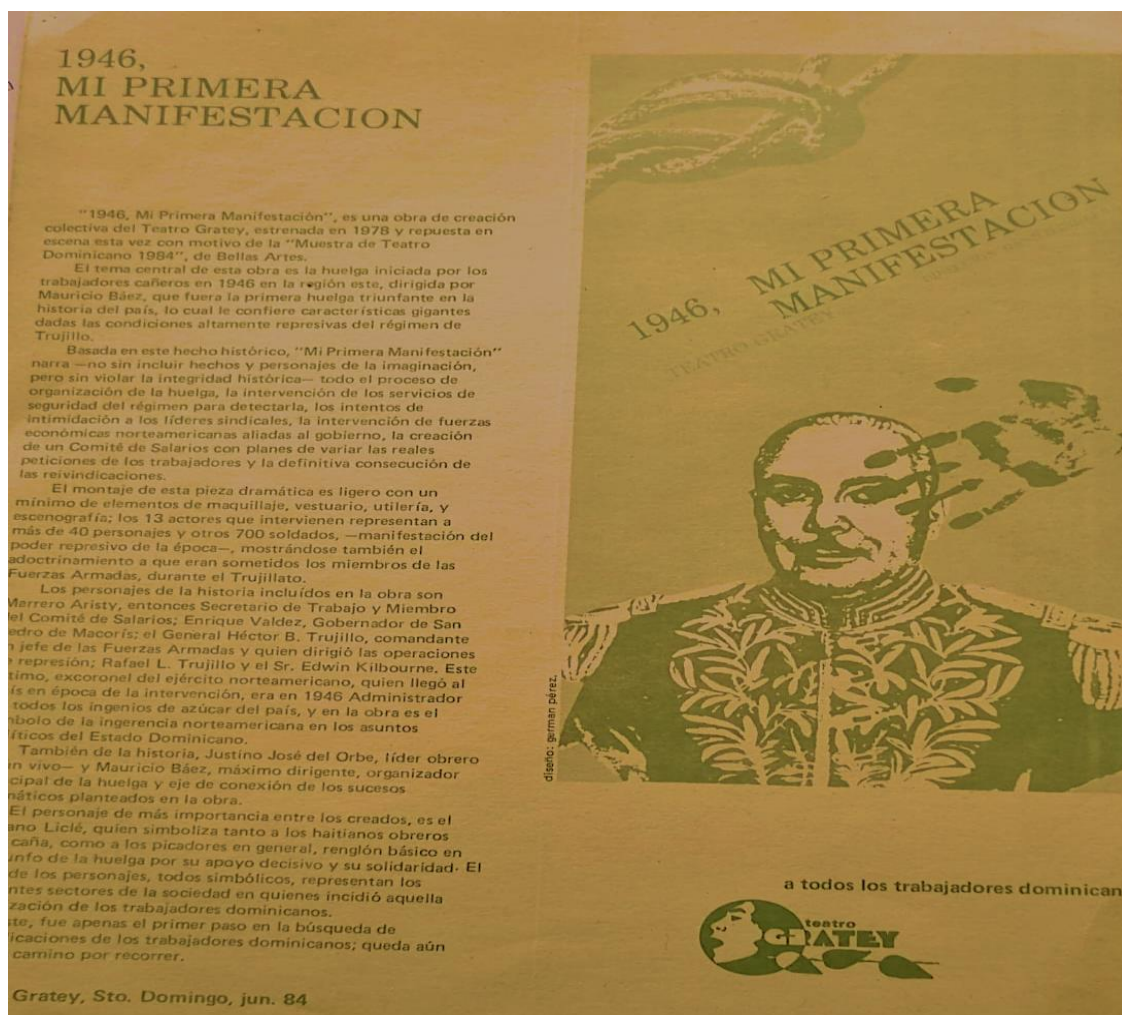 1946,
MI PRIMERA
MANIFESTACION
"1946, Mi Primera Manifestación", es una obra de creación
colectiva del Teatro Gratey, estrenada en 1978 y repuesta en
escena esta vez con motivo de la "Muestra de Teatro
Dominicano 1984", de Bellas Artes.
El tema central de esta obra es la huelga iniciada por los
trabajadores cañeros en 1946 en la región este, dirigida por
Mauricio Báez, que fuera la primera huelga triunfante en la
historia del país, lo cual le confiere características gigantes
dadas las condiciones altamente represivas del régimen de
Trujillo.
Basada en este hecho histórico, "Mi Primera Manifestación"
narra —no sin incluir hechos y personajes de la imaginación,
pero sin violar la integridad histórica— todo el proceso de
organización de la huelga, la intervención de los servicios de
seguridad del régimen para detectarla, los intentos de
intimidación a los líderes sindicales, la intervención de fuerzas
económicas norteamericanas aliadas al gobierno, la creación
de un Comité de Salarios con planes de variar las reales
peticiones de los trabajadores y la definitiva consecución de
las reivindicaciones.
El montaje de esta pieza dramática es ligero con un
mínimo de elementos de maquillaje, vestuario, utilería, y
escenografía; los 13 actores que intervienen representan a
más de 40 personajes y otros 700 soldados, —manifestación del
poder represivo de la época—, mostrándose también el
adoctrinamiento a que eran sometidos los miembros de las
Fuerzas Armadas, durante el Trujillato.
Los personajes de la historia incluídos en la obra son
Marrero Aristy, entonces Secretario de Trabajo y Miembro
el Comité de Salarios; Enrique Valdez, Gobernador de San
edro de Macorís; el General Héctor B. Trujillo, comandante
n jefe de las Fuerzas Armadas y quien dirigió las operaciones
represión; Rafael L. Trujillo y el Sr. Edwin Kilbourne. Este
timo, excoronel del ejército norteamericano, quien llegó al
ís en época de la intervención, era en 1946 Administrador
todos los ingenios de azúcar del país, y en la obra es el
mbolo de la ingerencia norteamericana en los asuntos
íticos del Estado Dominicano.
También de la historia, Justino José del Orbe, líder obrero
n vivo— y Mauricio Báez, máximo dirigente, organizador
cipal de la huelga y eje de conexión de los sucesos
máticos planteados en la obra.
El personaje de más importancia entre los creados, es el
ano Liclé, quien simboliza tanto a los haitianos obreros
caña, como a los picadores en general, renglón básico en
unfo de la huelga por su apoyo decisivo y su solidaridad. El
de los personajes, todos simbólicos, representan los
ntes sectores de la sociedad en quienes incidió aquella
zación de los trabajadores dominicanos.
ste, fue apenas el primer paso en la búsqueda de
icaciones de los trabajadores dominicanos; queda aún
camino por recorrer.
Gratey, Sto. Domingo, jun. 84
1946, MI PRIMERA
MANIFESTACION
TEATRO GRATEY
diseño: germán pérez.
a todos los trabajadores dominican
teatro
GRATEY